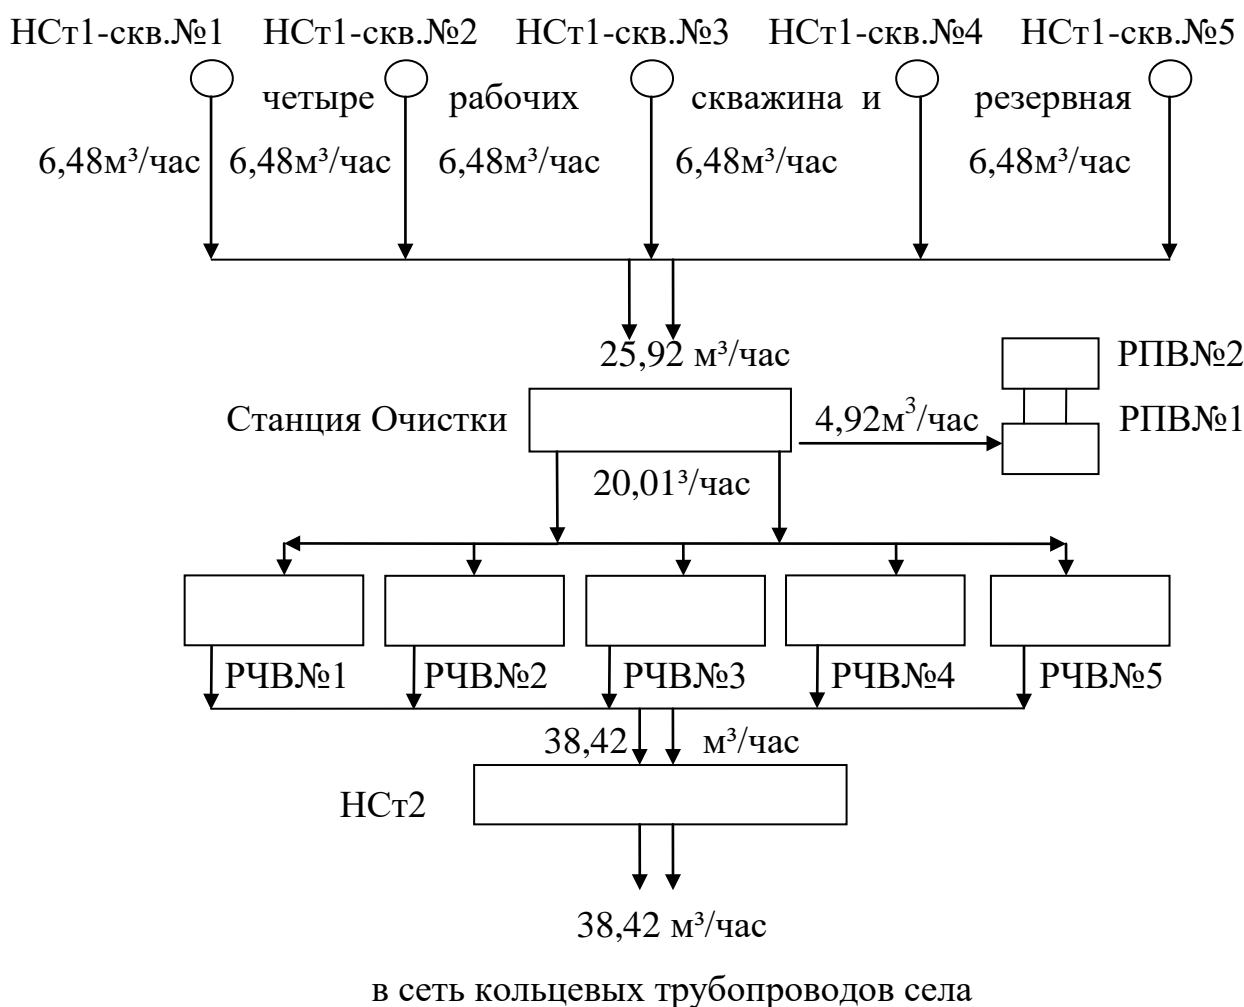 НСт1-скв.№1 НСт1-скв.№2 НСт1-скв.№3 НСт1-скв.№4 НСт1-скв.№5
четыре рабочих скважина и резервная
6,48м³/час 6,48м³/час 6,48м³/час 6,48м³/час 6,48м³/час
25,92 м³/час
РПВ№2
Станция Очистки 4,92м³/час РПВ№1
20,01³/час
РЧВ№1 РЧВ№2 РЧВ№3 РЧВ№4 РЧВ№5
38,42 м³/час
НСт2
38,42 м³/час
в сеть кольцевых трубопроводов села